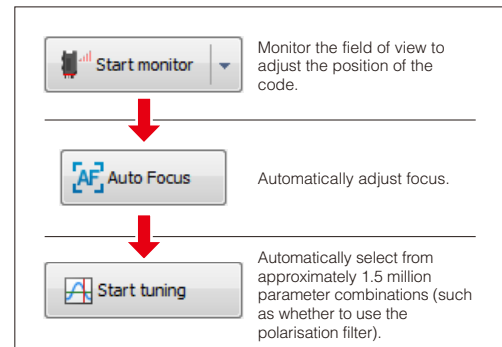 Start monitor
Monitor the field of view to
adjust the position of the
code.
AF Auto Focus
Automatically adjust focus.
Start tuning
Automatically select from
approximately 1.5 million
parameter combinations (such
as whether to use the
polarisation filter).